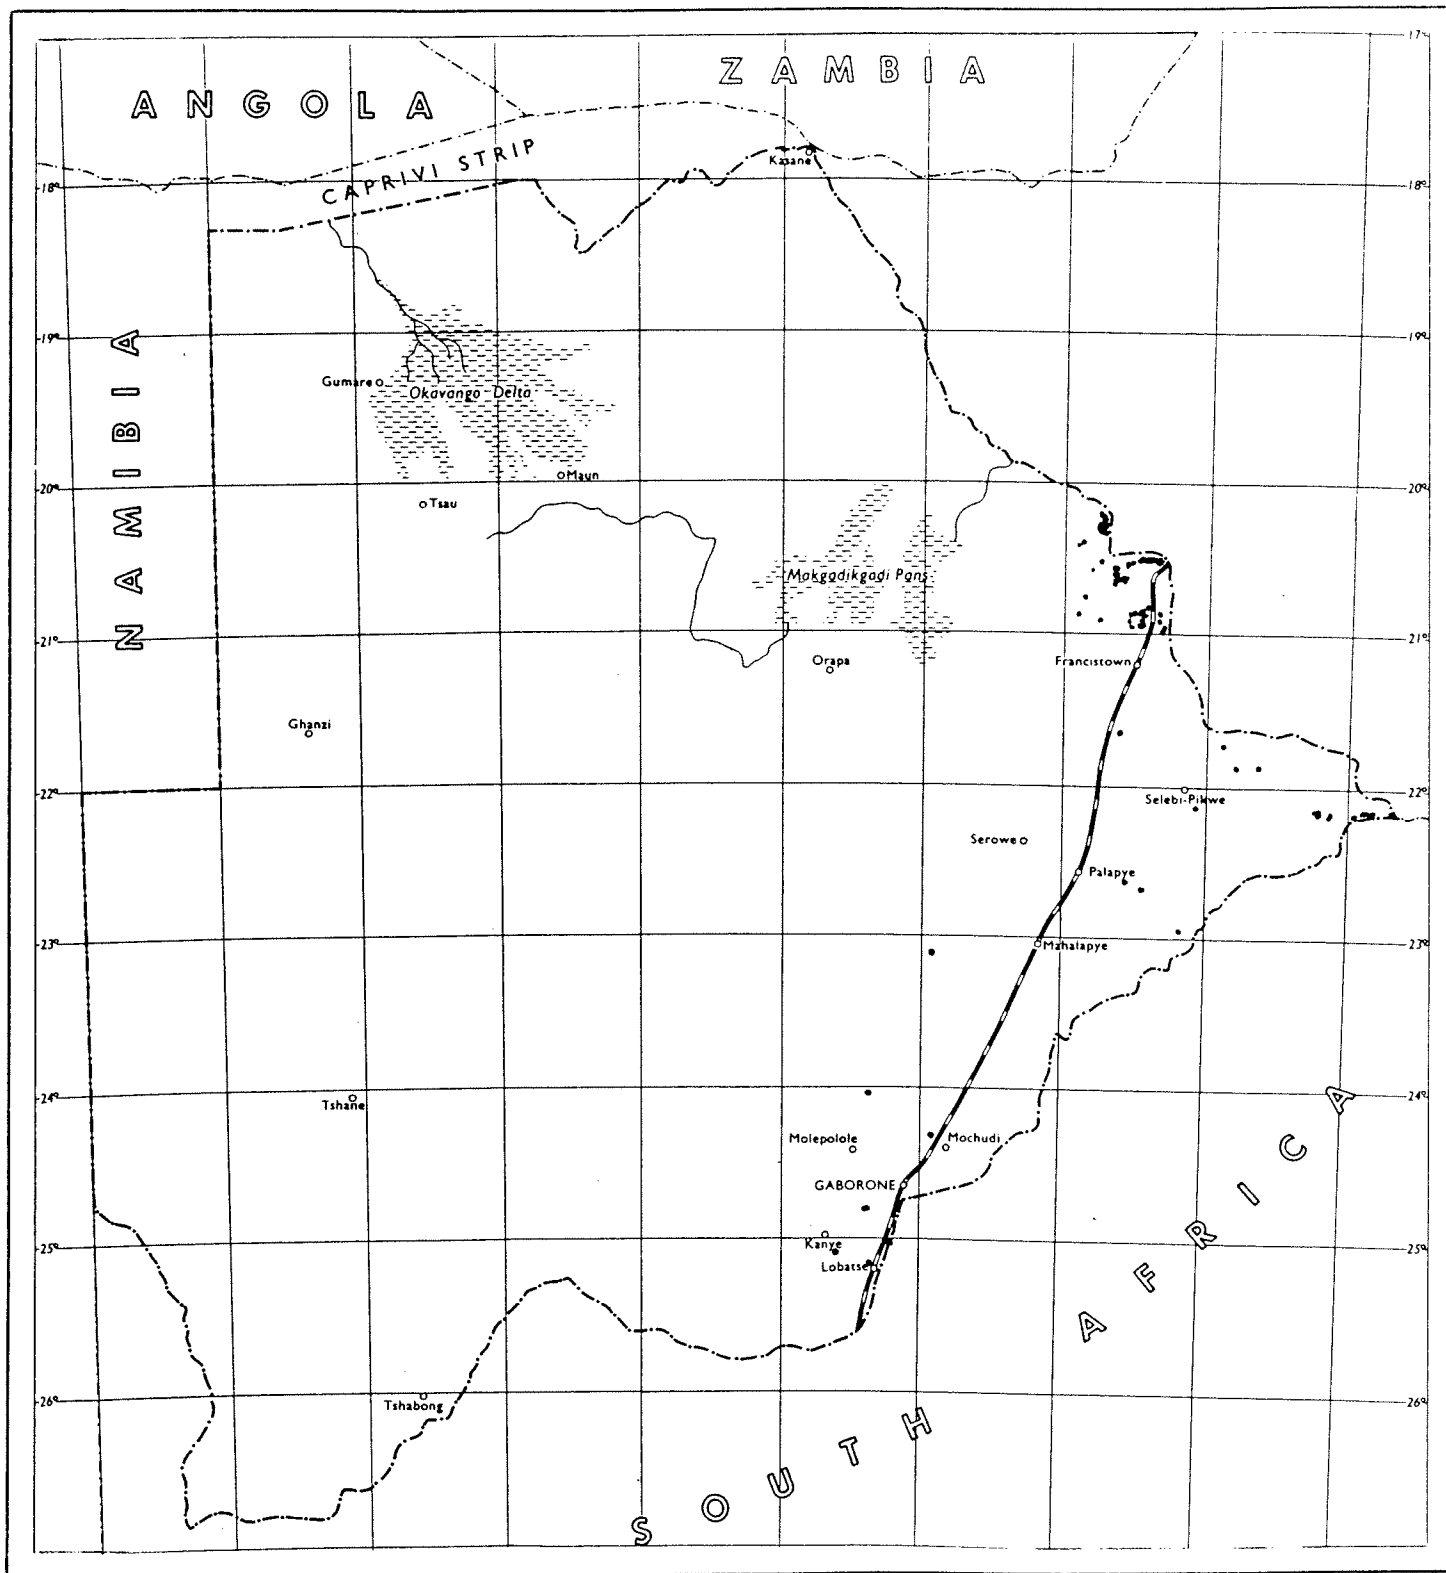 ZAMBIA
ANGOLA
CAPRIVI STRIP
Kasane
NAMIBIA
17
18°
18°
19°
19°
Gumare
Okavango Delta
Maun
20°
20°
Tsau
Makgadikgadi Pans
21°
21°
Orapa
Francistown
Ghanzi
22°
22°
Selebi-Pikwe
Serowe
Palapye
23°
23°
Mahalapye
24°
24°
Tshane
Molepolole
Mochudi
GABORONE
25°
25°
Kanye
Lobatse
26°
26°
Tshabong
SOUTH AFRICA